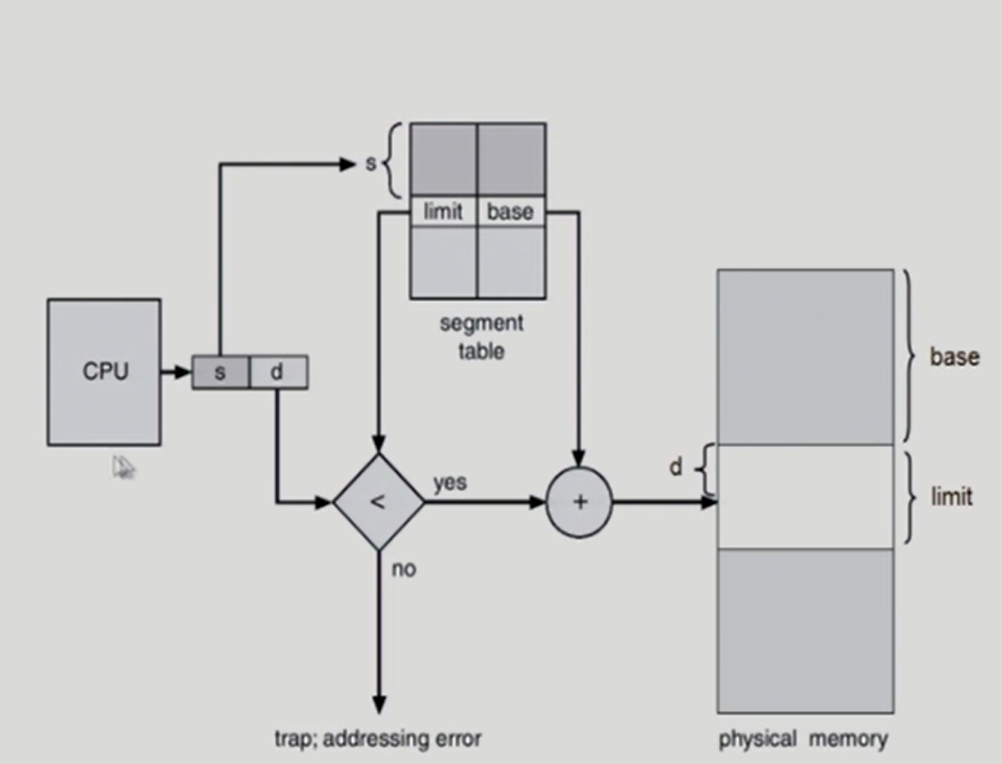 s
limit
base
segment
table
CPU
s
d
<
yes
+
no
d
base
limit
trap; addressing error
physical memory